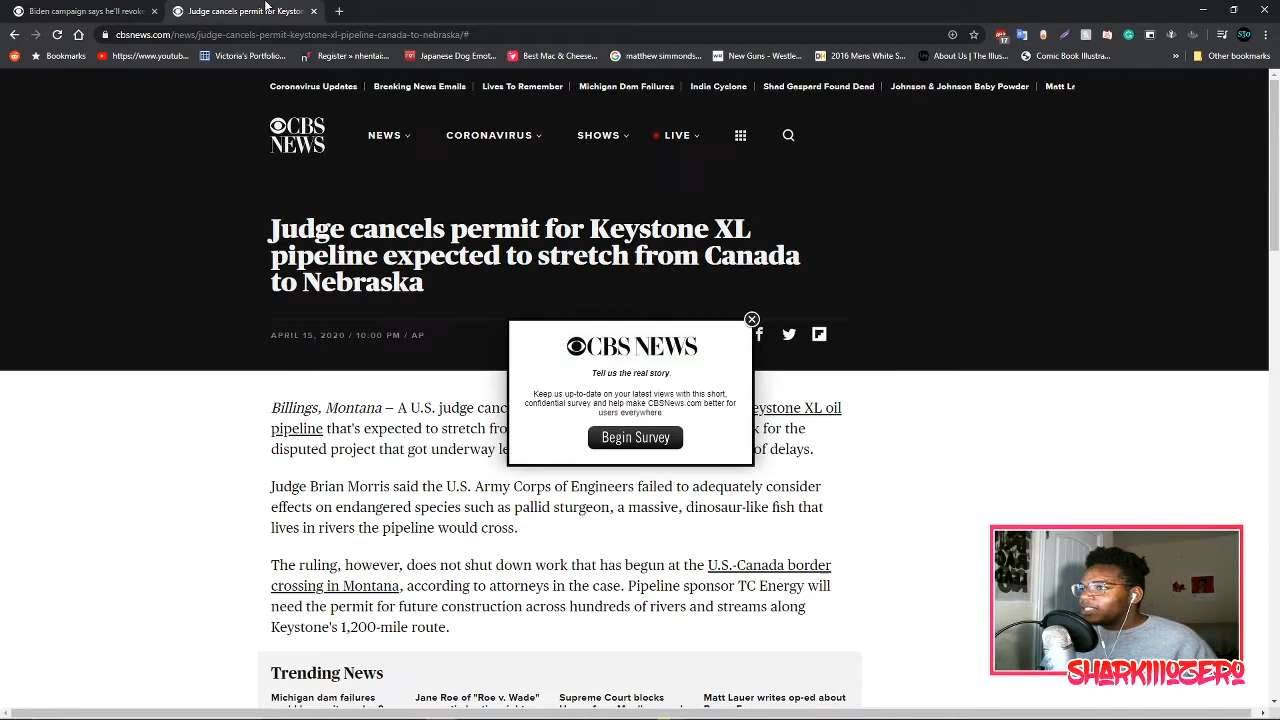 Biden campaign says he'll revoke
Judge cancels permit for Keyston
cbsnews.com/news/judge-cancels-permit-keystone-xl-pipeline-canada-to-nebraska/#
17
Bookmarks
https://www.youtub...
Victoria's Portfolio...
Register » nhentai:...
Japanese Dog Emot...
Best Mac & Cheese...
matthew simmonds...
New Guns - Westle...
2016 Mens White S...
About Us | The Illus...
Comic Book Illustra...
»
Other bookmarks
Coronavirus Updates
Breaking News Emails
Lives To Remember
Michigan Dam Failures
India Cyclone
Shad Gaspard Found Dead
Johnson & Johnson Baby Powder
Matt La
CBS NEWS
NEWS
CORONAVIRUS
SHOWS
LIVE
Judge cancels permit for Keystone XL
pipeline expected to stretch from Canada
to Nebraska
APRIL 15, 2020 / 10:00 PM / AP
CBS NEWS
Tell us the real story.
Keep us up-to-date on your latest views with this short,
confidential survey and help make CBSNews.com better for
users everywhere.
Begin Survey
Billings, Montana — A U.S. judge canc eystone XL oil
pipeline that's expected to stretch fro k for the
disputed project that got underway le of delays.
Judge Brian Morris said the U.S. Army Corps of Engineers failed to adequately consider
effects on endangered species such as pallid sturgeon, a massive, dinosaur-like fish that
lives in rivers the pipeline would cross.
The ruling, however, does not shut down work that has begun at the U.S.-Canada border
crossing in Montana, according to attorneys in the case. Pipeline sponsor TC Energy will
need the permit for future construction across hundreds of rivers and streams along
Keystone's 1,200-mile route.
Trending News
Michigan dam failures
Jane Roe of "Roe v. Wade"
Supreme Court blocks
Matt Lauer writes op-ed about
SHARKIIIOZERO